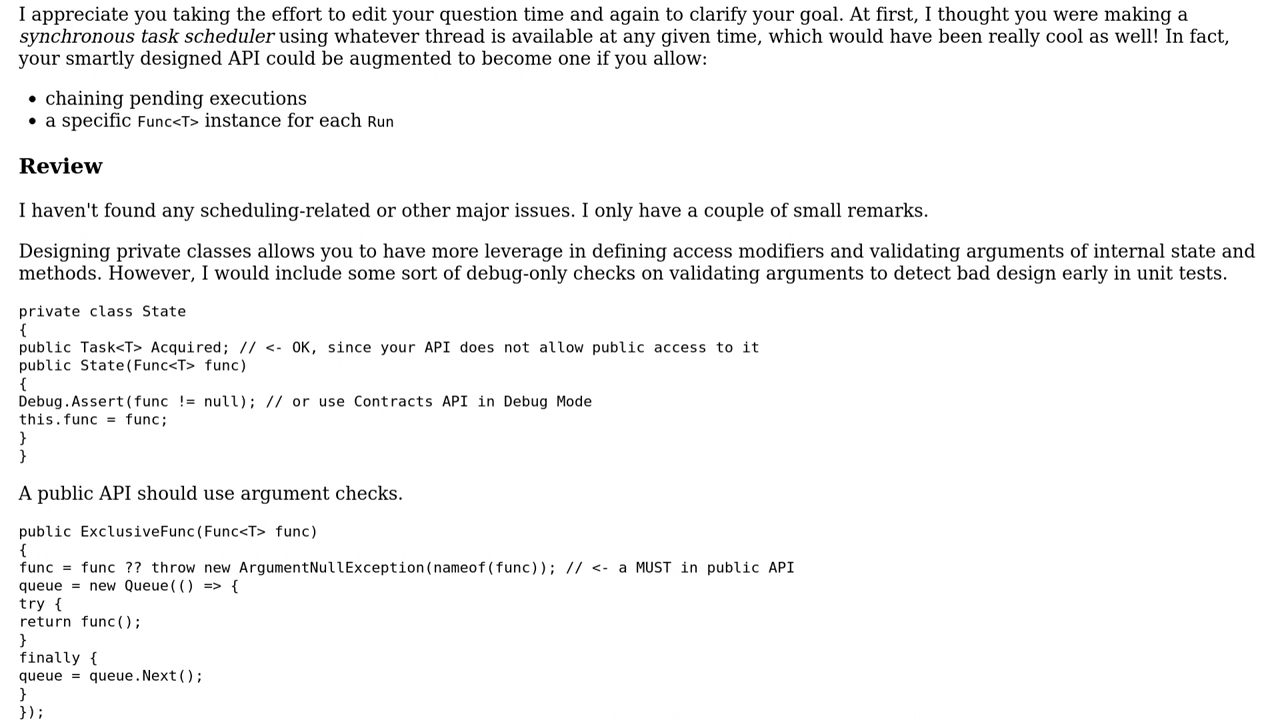 I appreciate you taking the effort to edit your question time and again to clarify your goal. At first, I thought you were making a
synchronous task scheduler using whatever thread is available at any given time, which would have been really cool as well! In fact,
your smartly designed API could be augmented to become one if you allow:
• chaining pending executions
• a specific Func<T> instance for each Run
Review
I haven't found any scheduling-related or other major issues. I only have a couple of small remarks.
Designing private classes allows you to have more leverage in defining access modifiers and validating arguments of internal state and
methods. However, I would include some sort of debug-only checks on validating arguments to detect bad design early in unit tests.
private class State
{
public Task<T> Acquired; // <- OK, since your API does not allow public access to it
public State(Func<T> func)
{
Debug.Assert(func != null); // or use Contracts API in Debug Mode
this.func = func;
}
}
A public API should use argument checks.
public ExclusiveFunc(Func<T> func)
{
func = func ?? throw new ArgumentNullException(nameof(func)); // <- a MUST in public API
queue = new Queue(() => {
try {
return func();
}
finally {
queue = queue.Next();
}
});